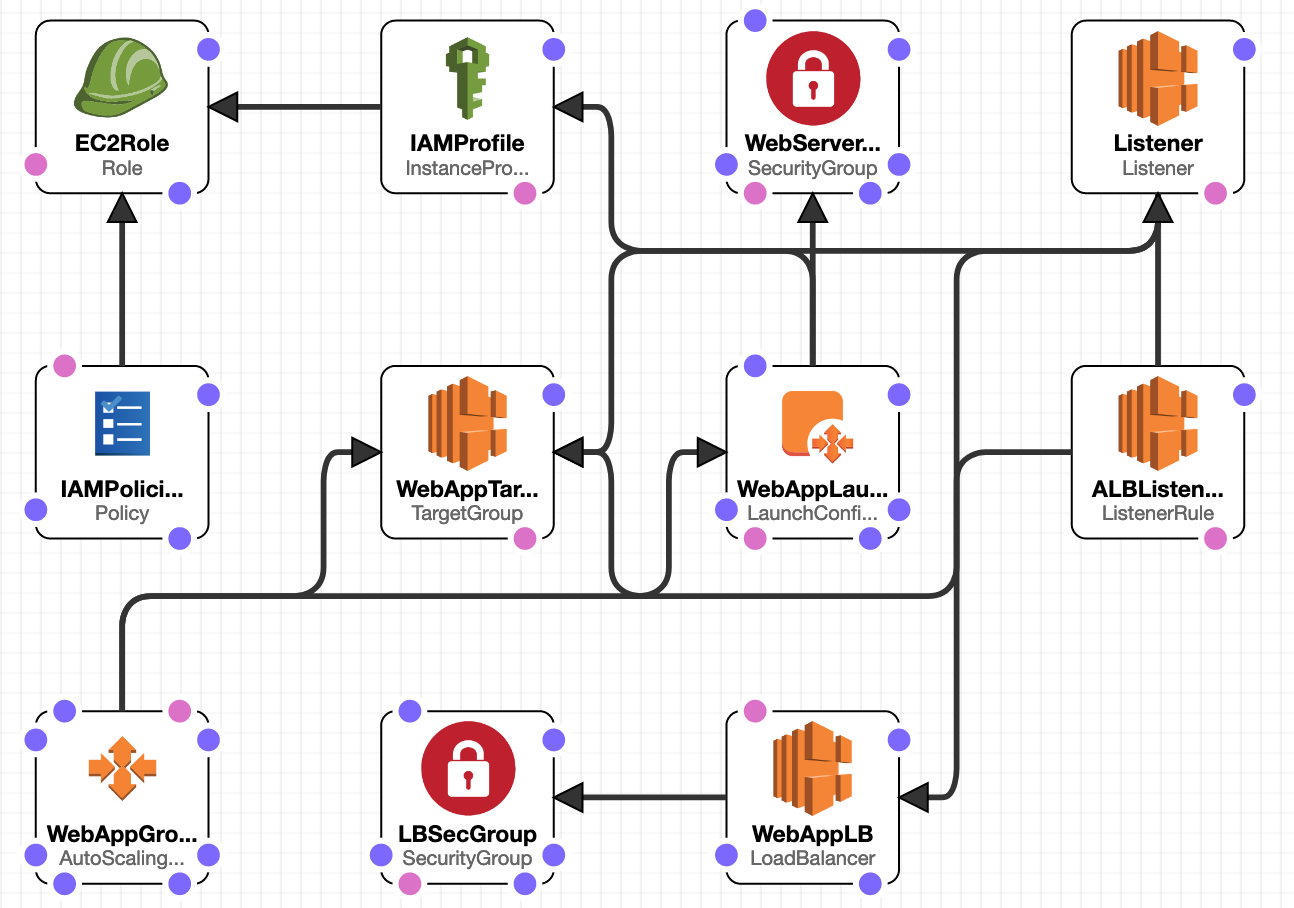 EC2Role
Role
IAMProfile
InstancePro...
WebServer...
SecurityGroup
Listener
Listener
IAMPolici...
Policy
WebAppTar...
TargetGroup
WebAppLau...
LaunchConfi...
ALBListen...
ListenerRule
WebAppGro...
AutoScaling...
LBSecGroup
SecurityGroup
WebAppLB
LoadBalancer